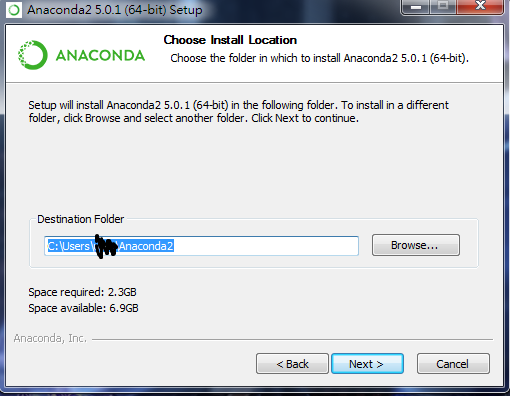 Anaconda2 5.0.1 (64-bit) Setup
ANACONDA
Choose Install Location
Choose the folder in which to install Anaconda2 5.0.1 (64-bit).
Setup will install Anaconda2 5.0.1 (64-bit) in the following folder. To install in a different
folder, click Browse and select another folder. Click Next to continue.
Destination Folder
C:\Users\ Anaconda2
Browse...
Space required: 2.3GB
Space available: 6.9GB
Anaconda, Inc.
< Back
Next >
Cancel